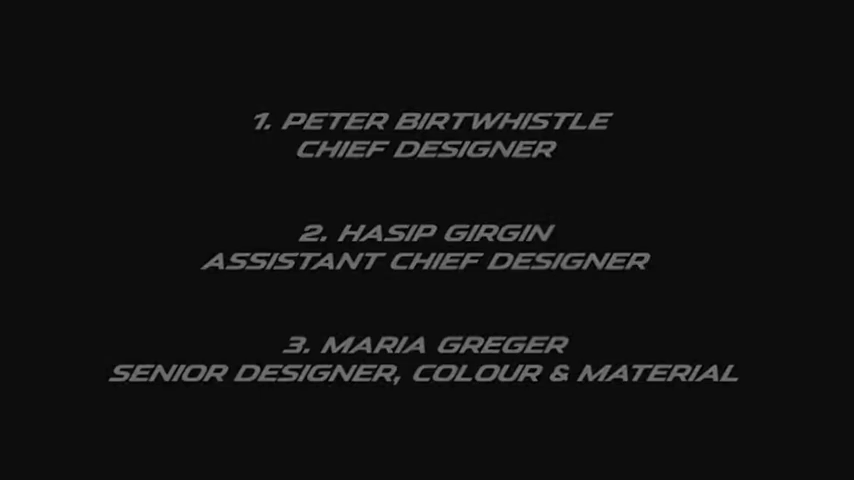 1. PETER BIRTWHISTLE
CHIEF DESIGNER
2. HASIP GIRGIN
ASSISTANT CHIEF DESIGNER
3. MARIA GREGER
SENIOR DESIGNER, COLOUR & MATERIAL